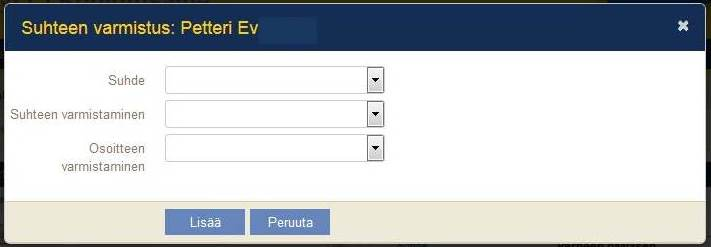 Suhteen varmistus: Petteri Ev
Suhde
Suhteen varmistaminen
Osoitteen
varmistaminen
Lisää Peruuta